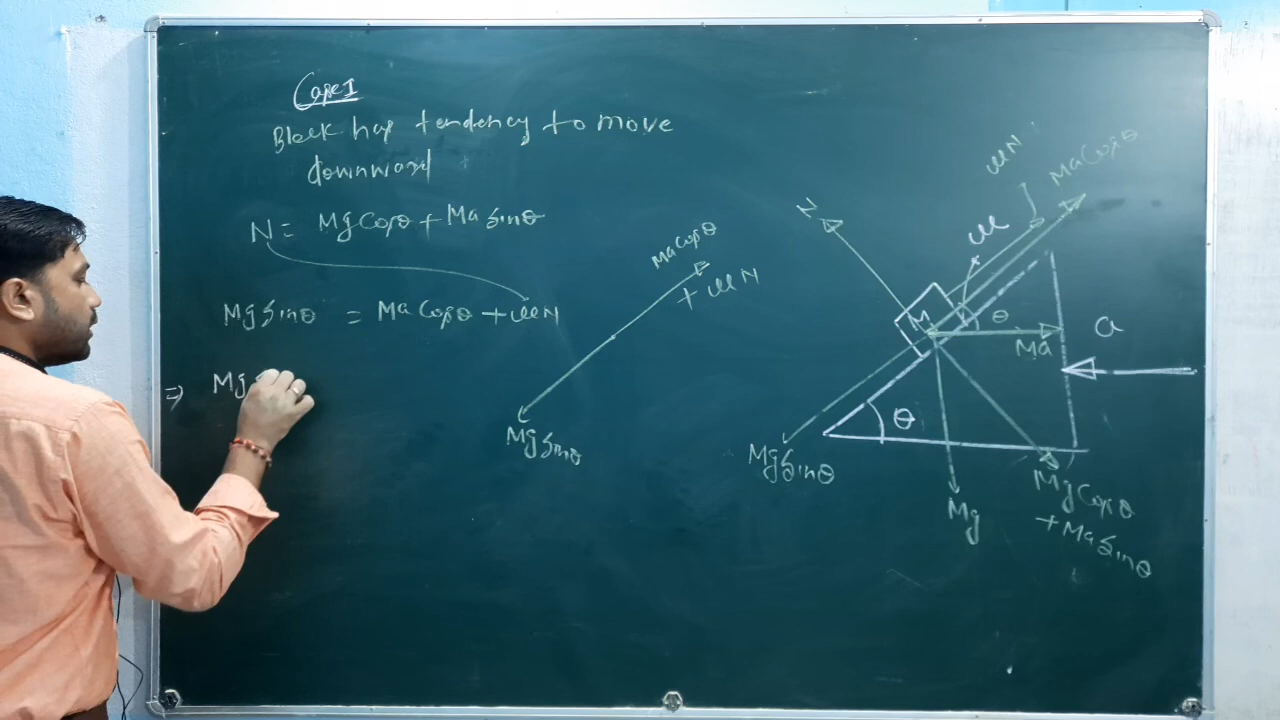 Case I
Block has tendency to move
downward
N = Mg Cosθ + Ma Sinθ
Mg Sinθ = Ma Cosθ + μN
⇒ Mg
Ma Cosθ
+ μN
Mg Sinθ
N
μN
Ma Cosθ
μ
M
θ
Ma
a
θ
Mg Sinθ
Mg
Mg Cosθ
+ Ma Sinθ